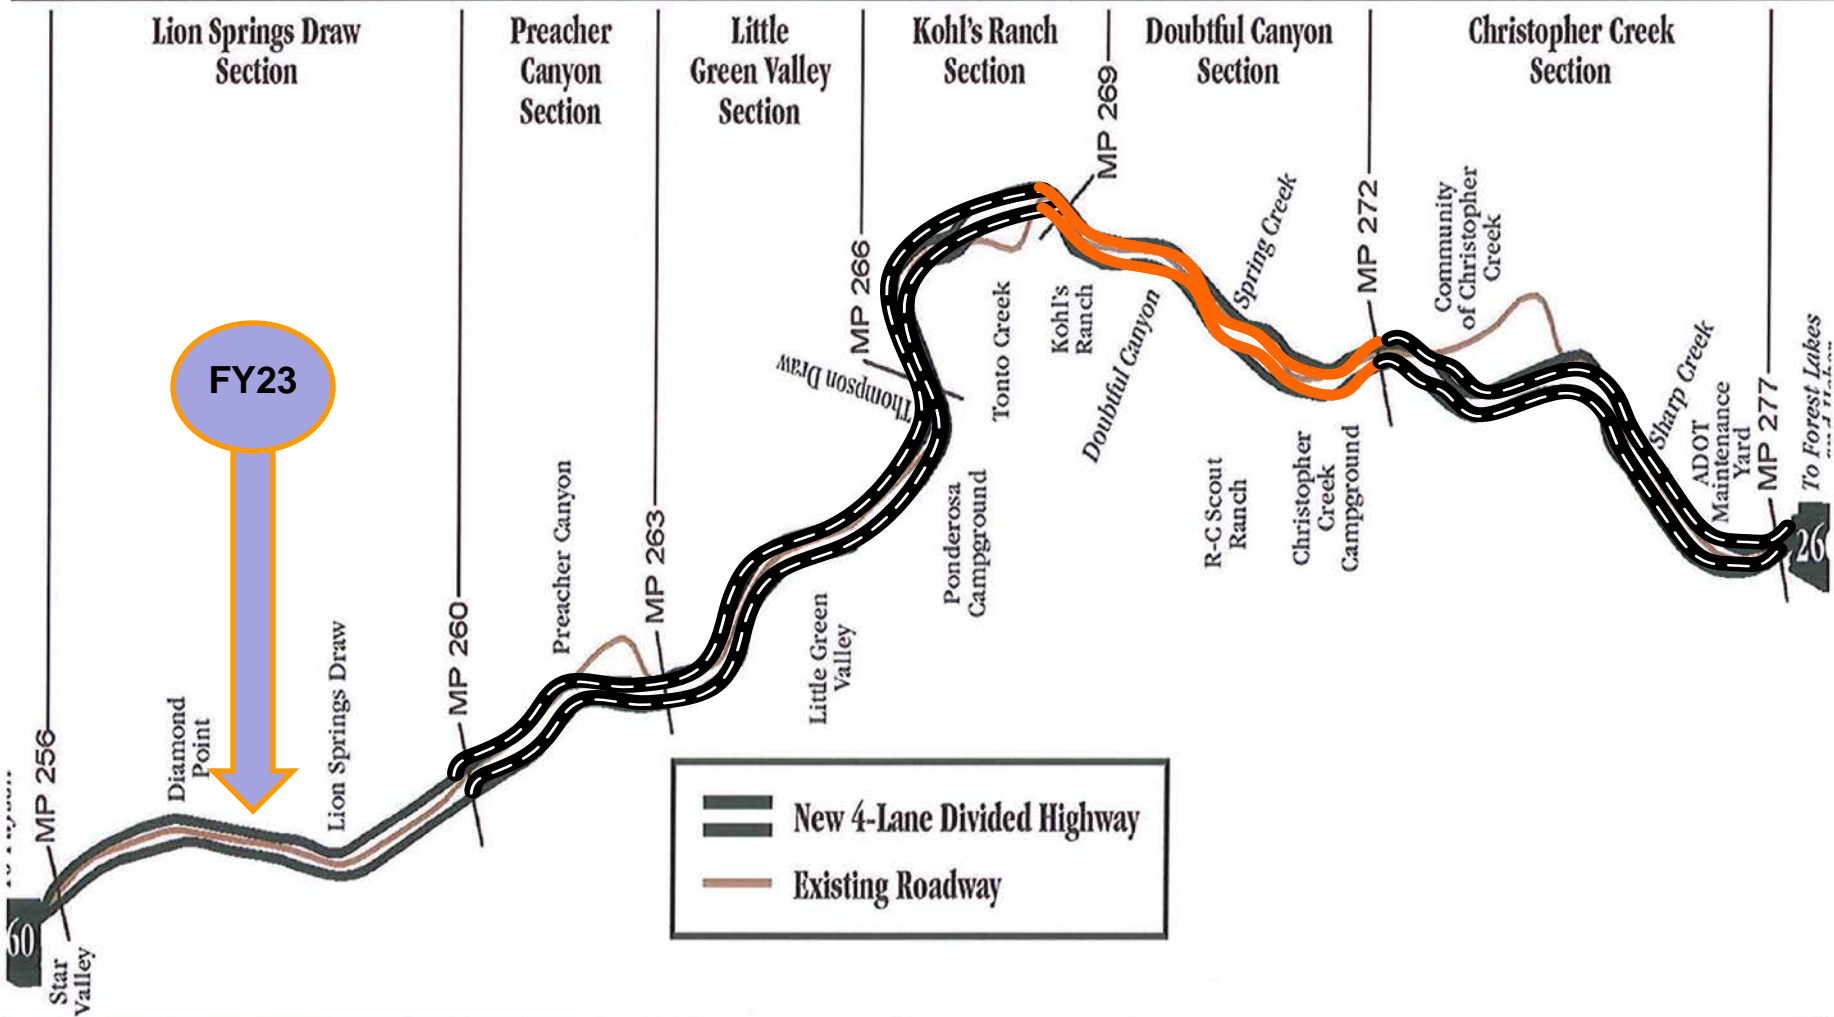 Lion Springs Draw
Section
Preacher
Canyon
Section
Little
Green Valley
Section
Kohl's Ranch
Section
Doubtful Canyon
Section
Christopher Creek
Section
MP 256
MP 260
MP 263
MP 266
MP 269
MP 272
MP 277
FY23
Star
Valley
Diamond
Point
Lion Springs Draw
Preacher Canyon
Little Green
Valley
Thompson Draw
Ponderosa
Campground
Tonto Creek
Kohl's
Ranch
Doubtful Canyon
Spring Creek
R-C Scout
Ranch
Christopher
Creek
Campground
Community
of Christopher
Creek
Sharp Creek
ADOT
Maintenance
Yard
To Forest Lakes
60
26
New 4-Lane Divided Highway
Existing Roadway